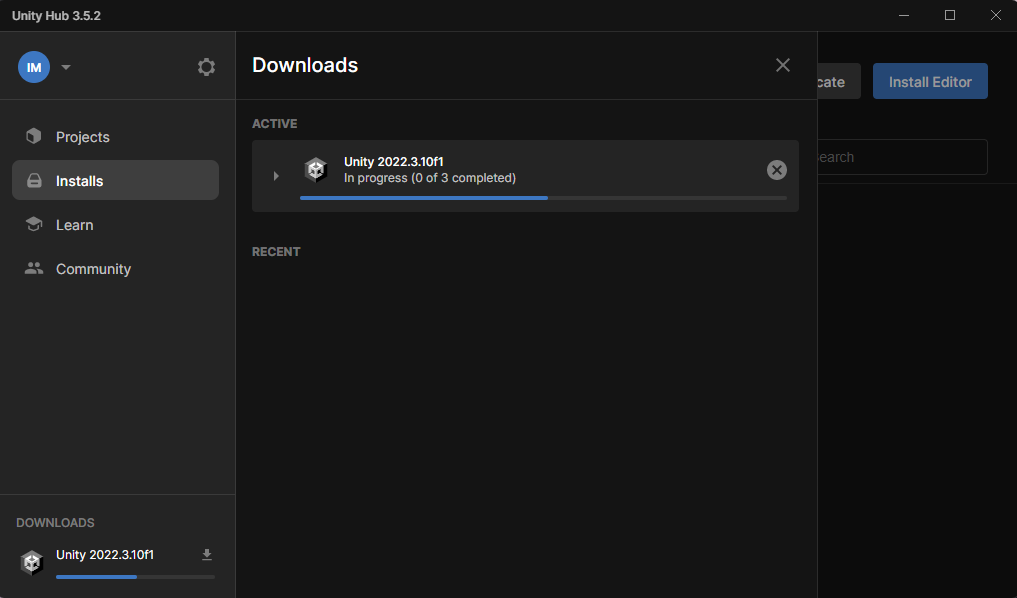 Unity Hub 3.5.2
IM
Projects
Installs
Learn
Community
DOWNLOADS
Unity 2022.3.10f1
Downloads
ACTIVE
Unity 2022.3.10f1
In progress (0 of 3 completed)
RECENT
cate
Install Editor
earch